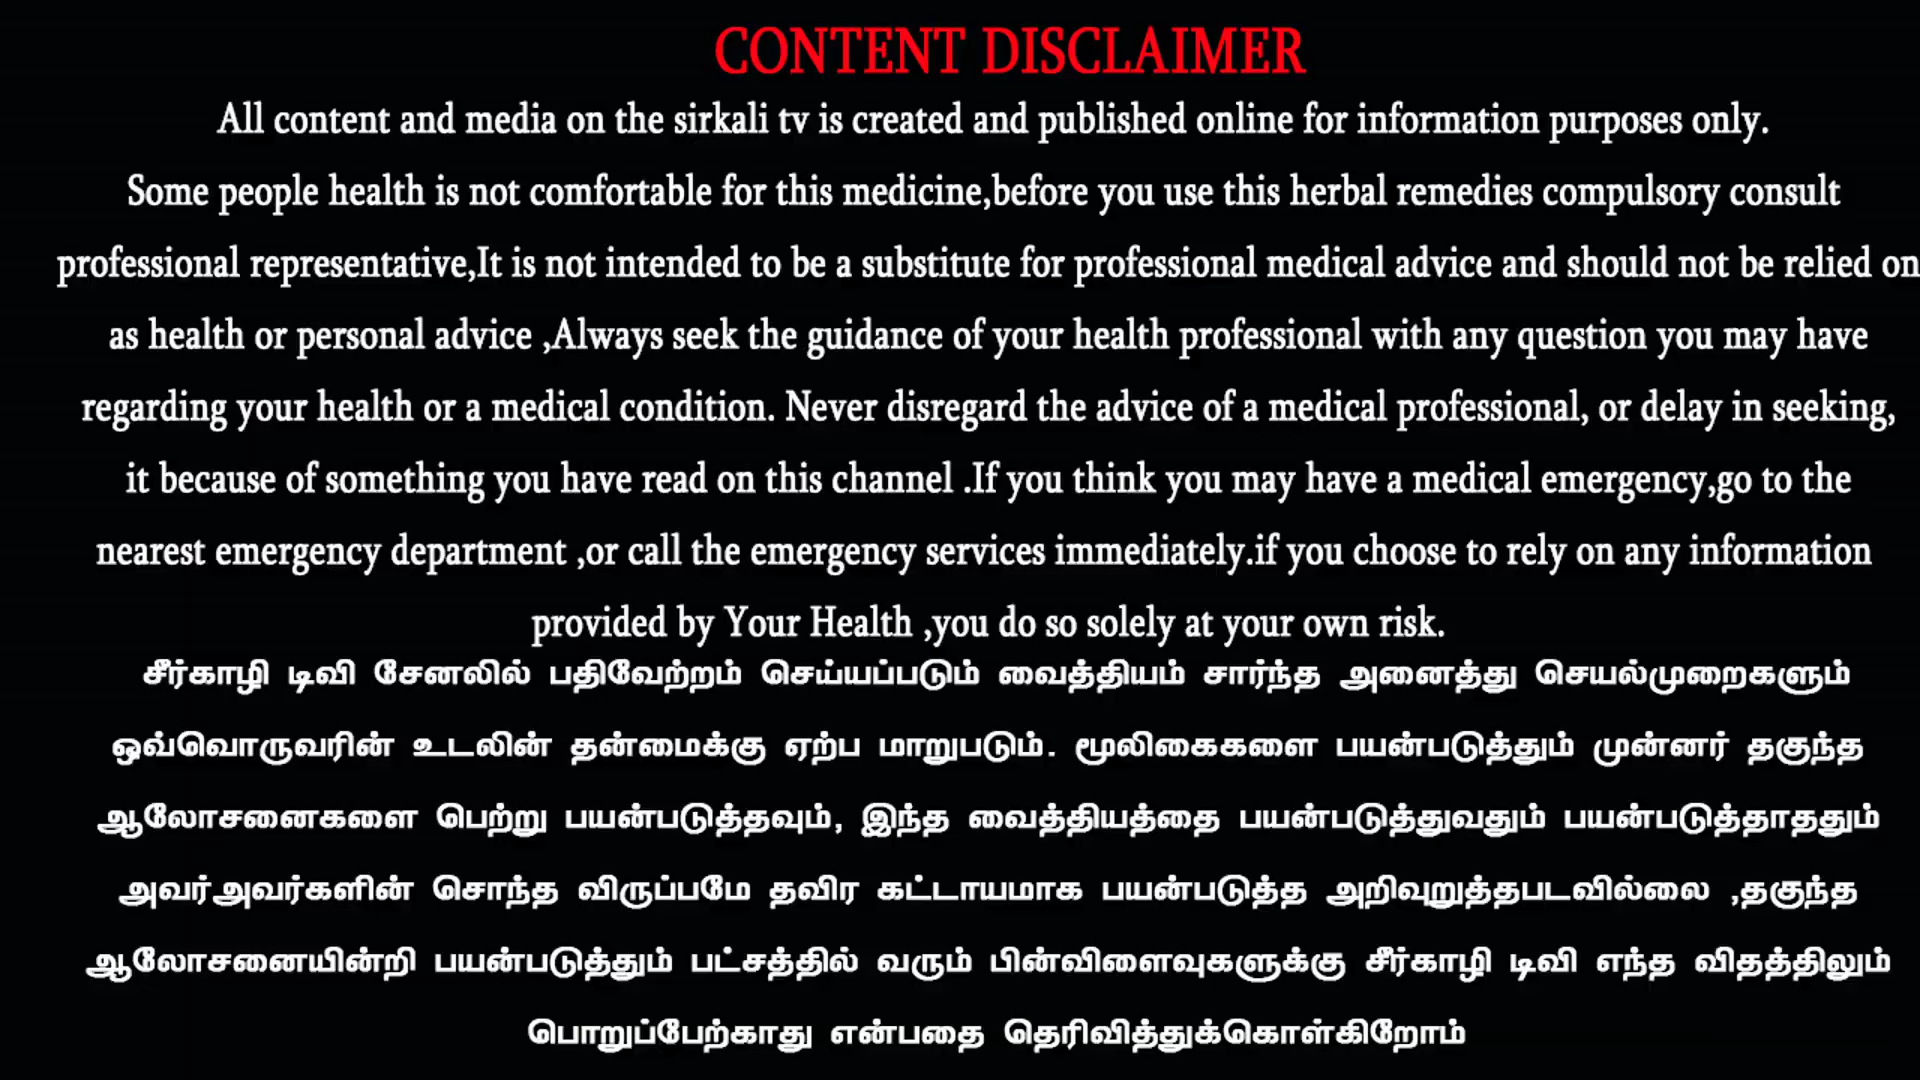 CONTENT DISCLAIMER
All content and media on the sirkali tv is created and published online for information purposes only.
Some people health is not comfortable for this medicine,before you use this herbal remedies compulsory consult
professional representative,It is not intended to be a substitute for professional medical advice and should not be relied on
as health or personal advice ,Always seek the guidance of your health professional with any question you may have
regarding your health or a medical condition. Never disregard the advice of a medical professional, or delay in seeking,
it because of something you have read on this channel .If you think you may have a medical emergency,go to the
nearest emergency department ,or call the emergency services immediately.if you choose to rely on any information
provided by Your Health ,you do so solely at your own risk.
சீர்காழி டிவி சேனலில் பதிவேற்றம் செய்யப்படும் வைத்தியம் சார்ந்த அனைத்து செயல்முறைகளும்
ஒவ்வொருவரின் உடலின் தன்மைக்கு ஏற்ப மாறுபடும். மூலிகைகளை பயன்படுத்தும் முன்னர் தகுந்த
ஆலோசனைகளை பெற்று பயன்படுத்தவும், இந்த வைத்தியத்தை பயன்படுத்துவதும் பயன்படுத்தாததும்
அவர்அவர்களின் சொந்த விருப்பமே தவிர கட்டாயமாக பயன்படுத்த அறிவுறுத்தபடவில்லை ,தகுந்த
ஆலோசனையின்றி பயன்படுத்தும் பட்சத்தில் வரும் பின்விளைவுகளுக்கு சீர்காழி டிவி எந்த விதத்திலும்
பொறுப்பேற்காது என்பதை தெரிவித்துக்கொள்கிறோம்